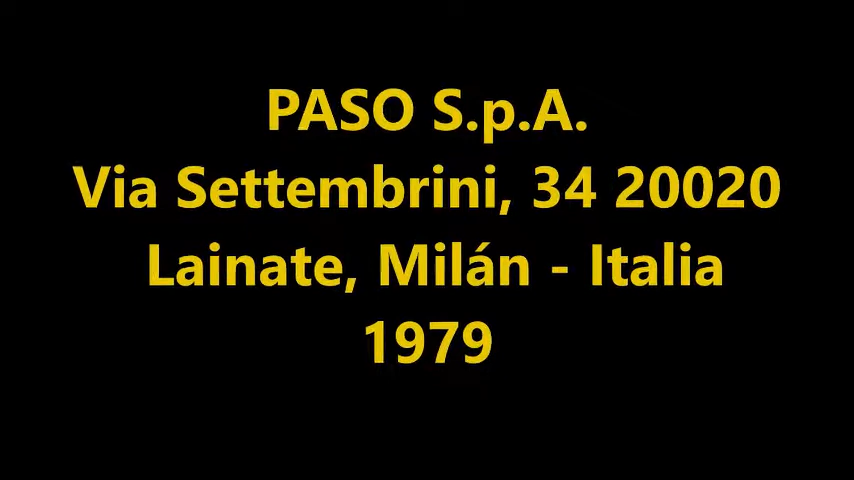 PASO S.p.A.
Via Settembrini, 34 20020
Lainate, Milán - Italia
1979